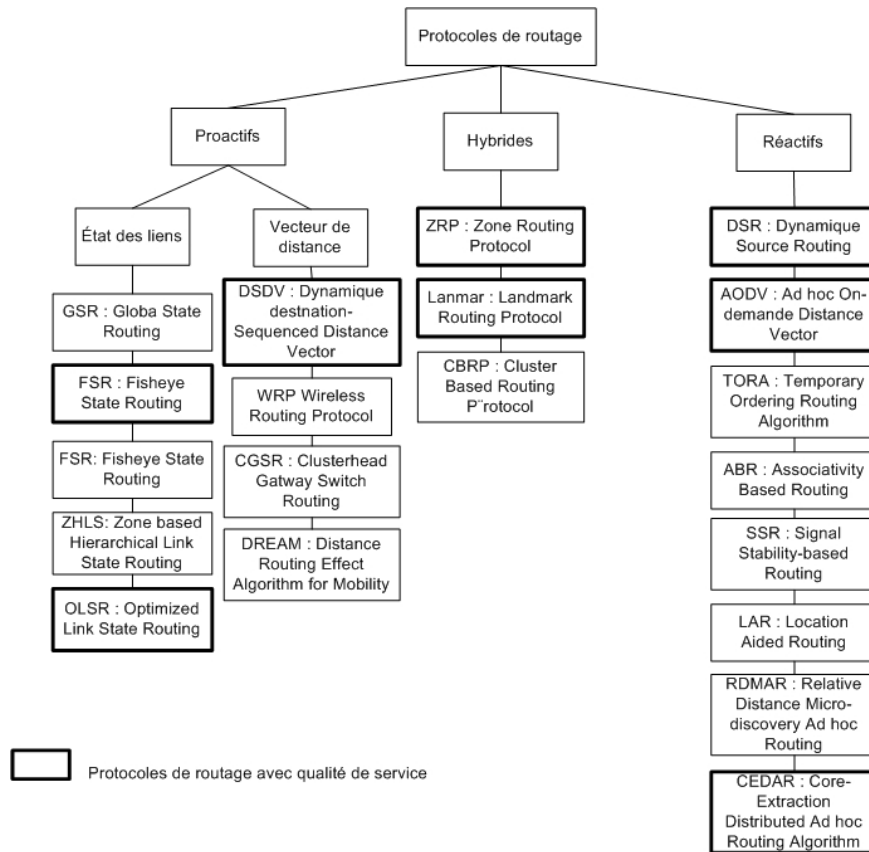 Protocoles de routage
Proactifs
Hybrides
Réactifs
État des liens
Vecteur de
distance
ZRP : Zone Routing
Protocol
DSR : Dynamique
Source Routing
GSR : Globa State
Routing
DSDV : Dynamique
destnation-
Sequenced Distance
Vector
Lanmar : Landmark
Routing Protocol
AODV : Ad hoc On-
demande Distance
Vector
FSR : Fisheye
State Routing
WRP Wireless
Routing Protocol
CBRP : Cluster
Based Routing
P¨rotocol
TORA : Temporary
Ordering Routing
Algorithm
FSR: Fisheye State
Routing
CGSR : Clusterhead
Gatway Switch
Routing
ABR : Associativity
Based Routing
ZHLS: Zone based
Hierarchical Link
State Routing
DREAM : Distance
Routing Effect
Algorithm for Mobility
SSR : Signal
Stability-based
Routing
OLSR : Optimized
Link State Routing
LAR : Location
Aided Routing
RDMAR : Relative
Distance Micro-
discovery Ad hoc
Routing
Protocoles de routage avec qualité de service
CEDAR : Core-
Extraction
Distributed Ad hoc
Routing Algorithm